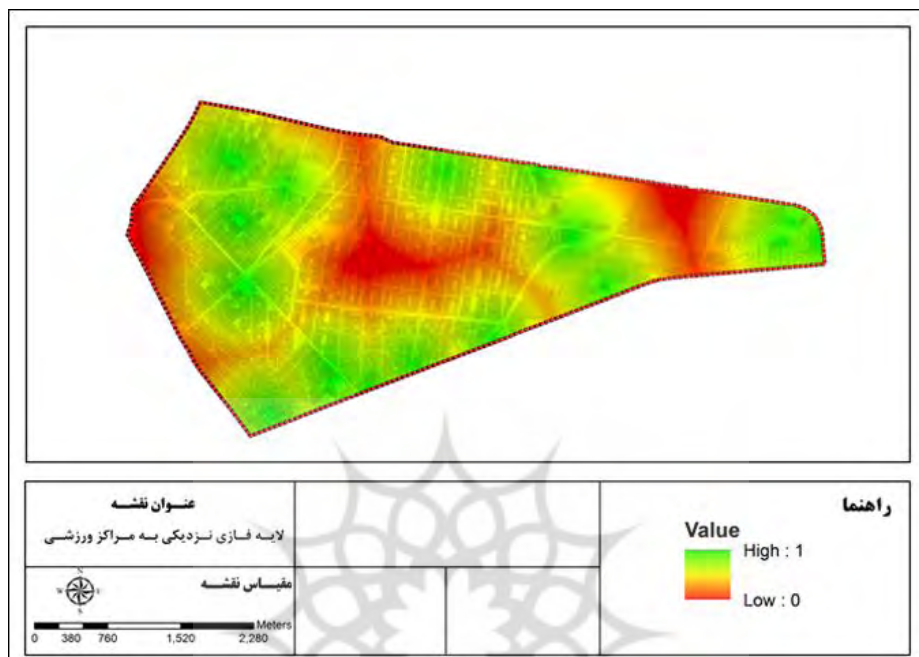 عنوان نقشه
لایه فازی نزدیکی به مراکز ورزشی
راهنما
Value
High : 1
Low : 0
مقیاس نقشه
N
W E
S
Meters
0 380 760 1,520 2,280